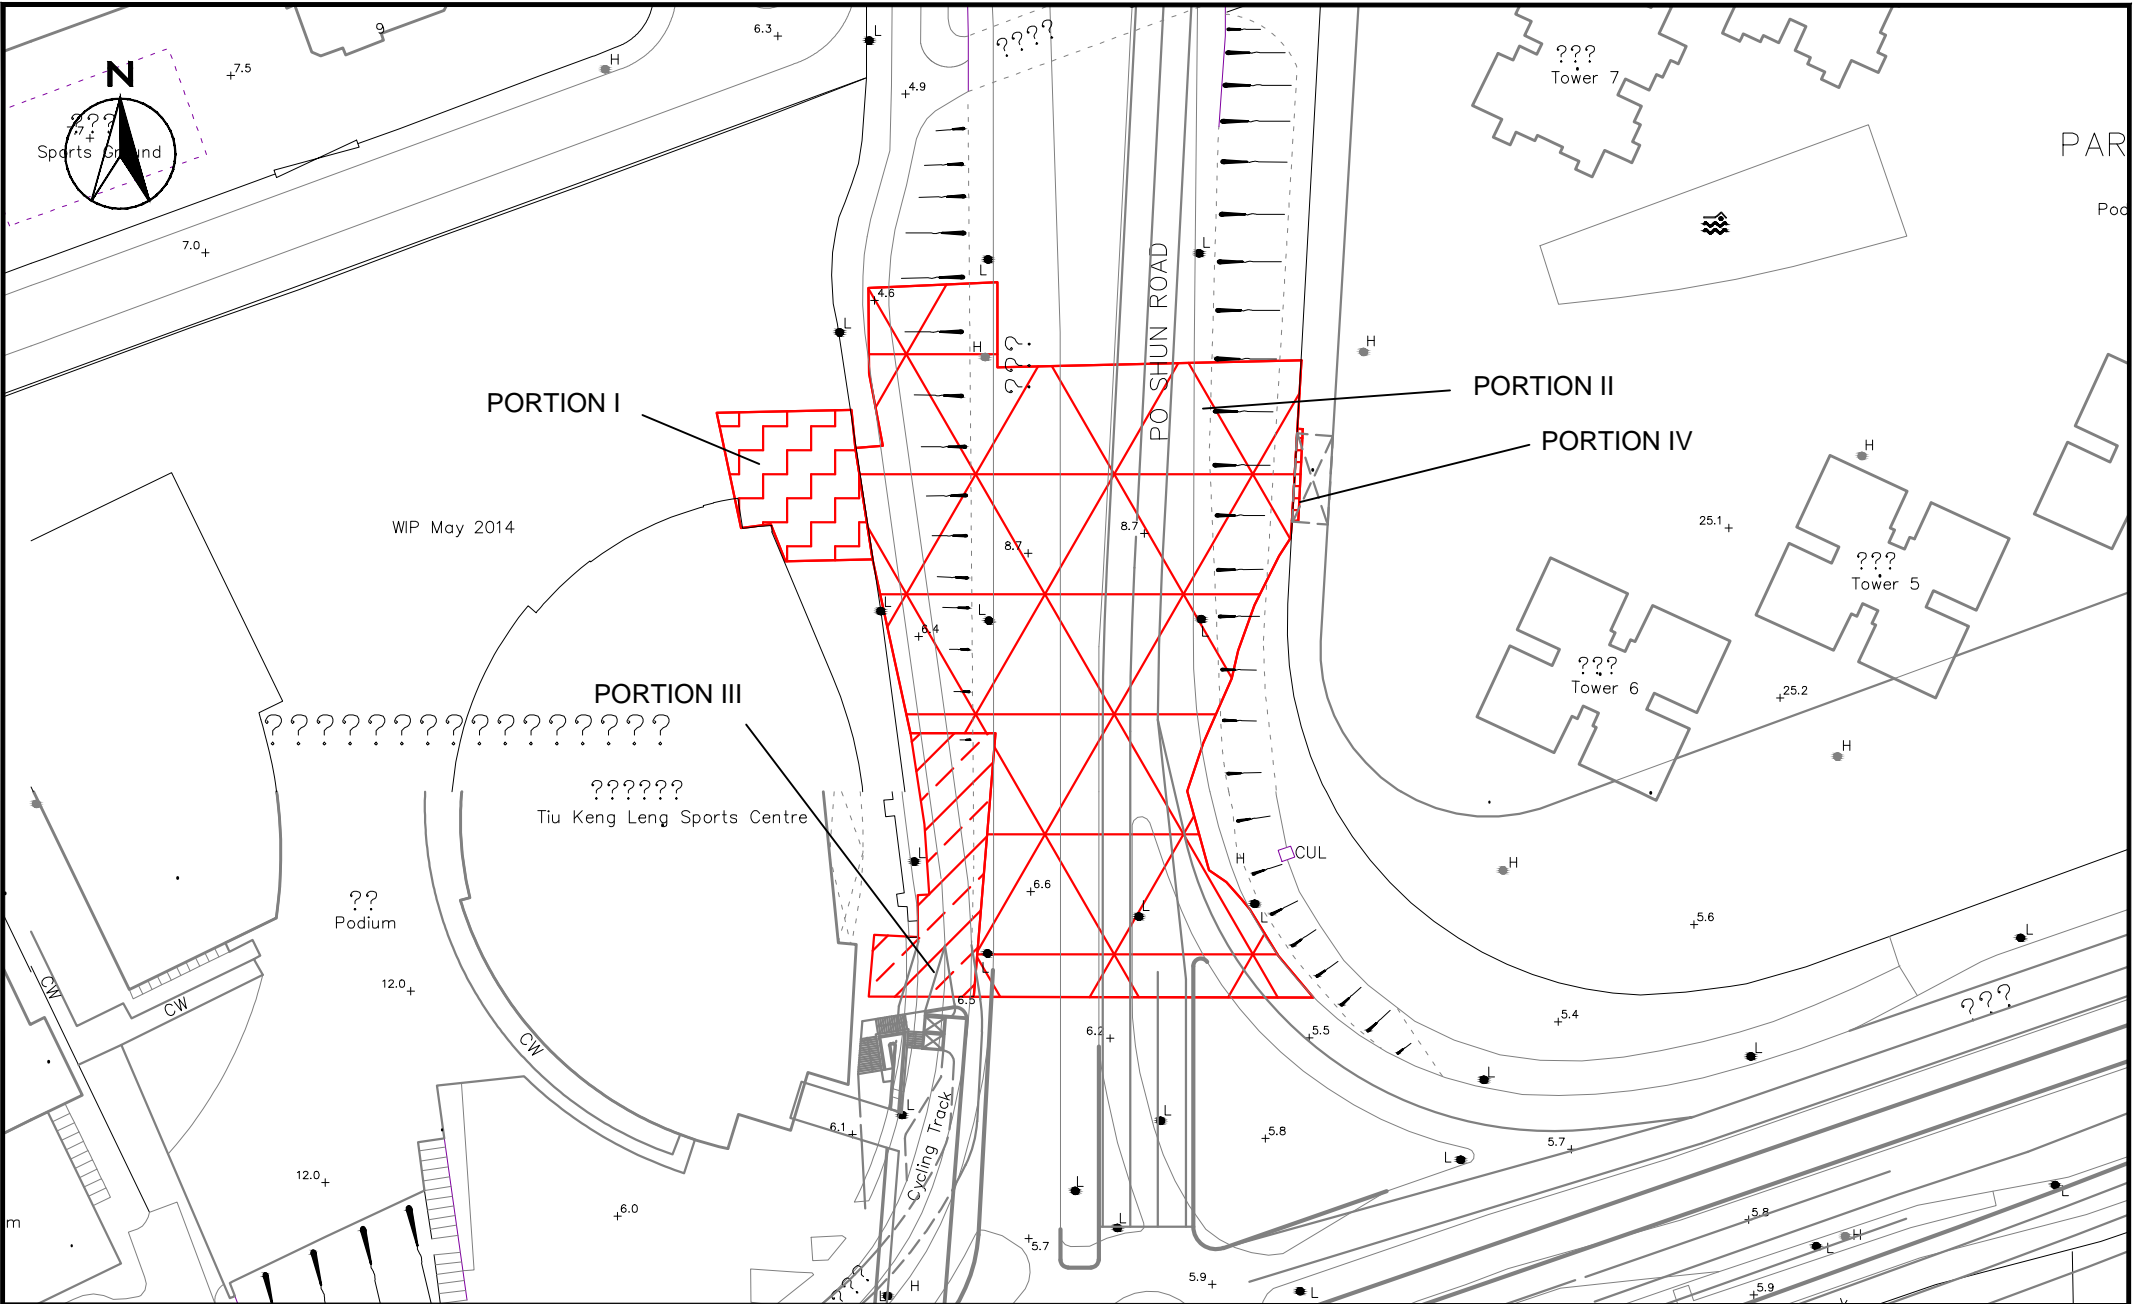 9
6.3
L
???
Tower 7
H
7.5
N
4.9
????
???
7.7
Sports Ground
PAR
Poc
7.0
L
L
PO SHUN ROAD
4.6
L
H
???
H
PORTION I
PORTION II
PORTION IV
H
WIP May 2014
8.7
8.7
25.1
???
Tower 5
L
L
L
6.4
???
Tower 6
25.2
PORTION III
????????????????
H
??????
Tiu Keng Leng Sports Centre
L
H
CUL
H
6.6
??
Podium
L
L
5.6
L
L
CW
CW
CW
12.0
6.5
6.2
5.5
5.4
???
L
L
Cycling Track
L
6.1
L
5.8
5.7
L
12.0
L
L
m
6.0
L
5.8
5.7
L
H
???
H
L
5.9
L
5.9